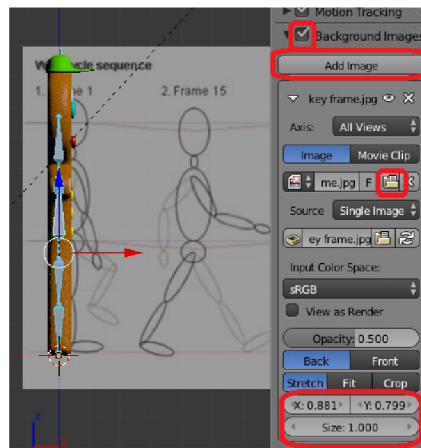 Motion Tracking
Background Images
Add Image
cycle sequence
key frame.jpg
1.
e 1
2. Frame 15
Axis:
All Views
Image
Movie Clip
me.jpg
F
Source
Single Image
ey frame.jpg
Input Color Space:
sRGB
View as Render
Opacity: 0.500
Back
Front
Stretch
Fit
Crop
X: 0.881
Y: 0.799
Size: 1.000
z